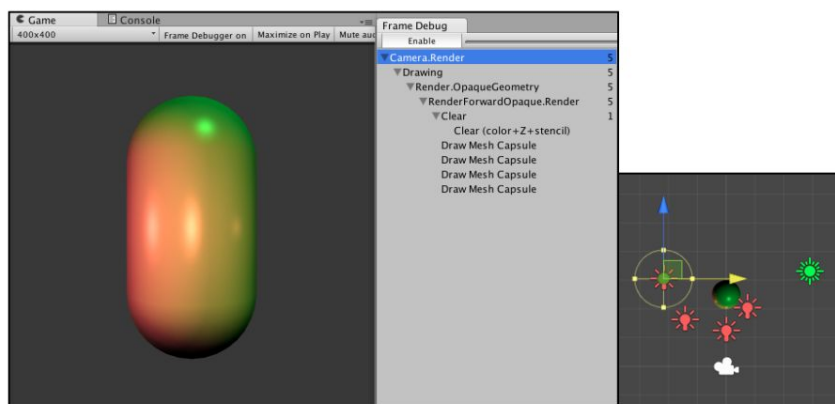 Game
Console
400x400
Frame Debugger on
Maximize on Play
Mute aud
Frame Debug
Enable
Camera.Render 5
Drawing 5
Render.OpaqueGeometry 5
RenderForwardOpaque.Render 5
Clear 1
Clear (color+Z+stencil)
Draw Mesh Capsule
Draw Mesh Capsule
Draw Mesh Capsule
Draw Mesh Capsule